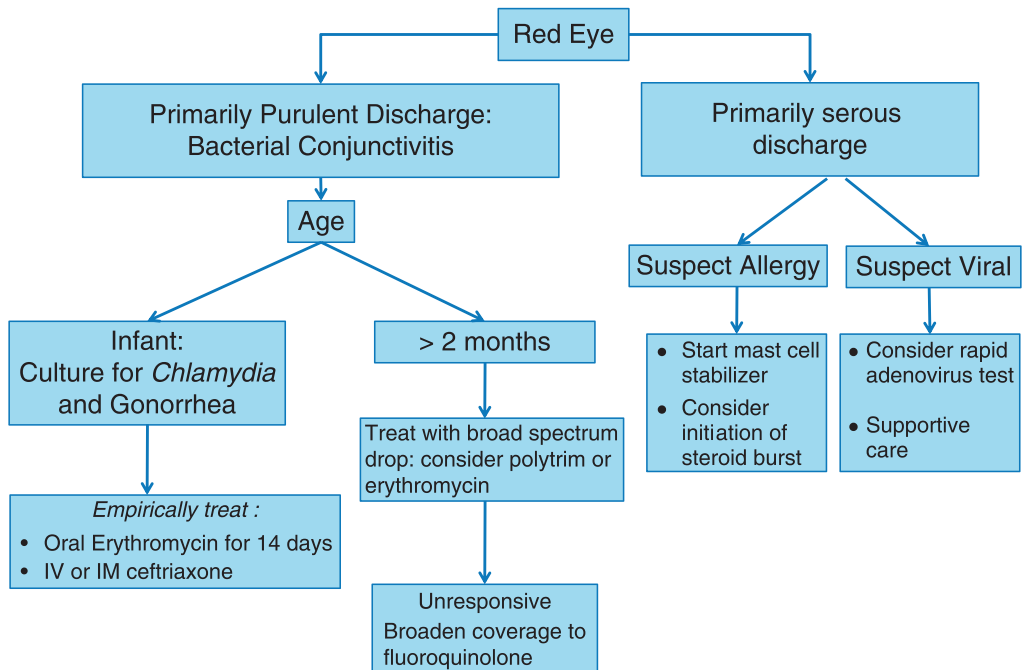 Red Eye
Primarily Purulent Discharge:
Bacterial Conjunctivitis
Primarily serous
discharge
Age
Suspect Allergy
Suspect Viral
Infant:
Culture for Chlamydia
and Gonorrhea
> 2 months
• Start mast cell
stabilizer
• Consider
initiation of
steroid burst
• Consider rapid
adenovirus test
• Supportive
care
Treat with broad spectrum
drop: consider polytrim or
erythromycin
Empirically treat :
• Oral Erythromycin for 14 days
• IV or IM ceftriaxone
Unresponsive
Broaden coverage to
fluoroquinolone